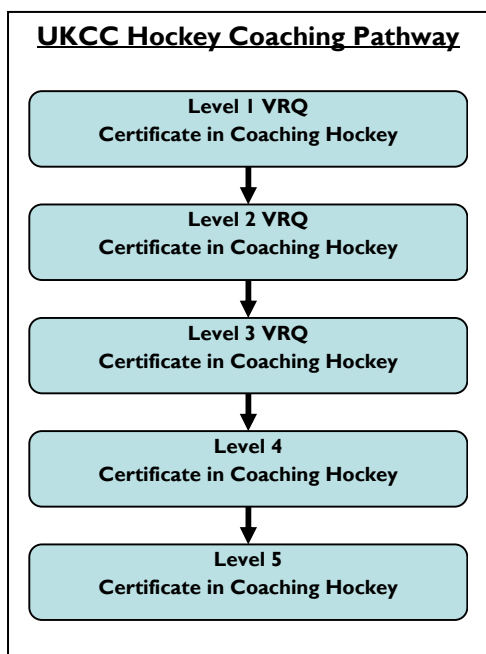 UKCC Hockey Coaching Pathway
Level 1 VRQ
Certificate in Coaching Hockey
Level 2 VRQ
Certificate in Coaching Hockey
Level 3 VRQ
Certificate in Coaching Hockey
Level 4
Certificate in Coaching Hockey
Level 5
Certificate in Coaching Hockey